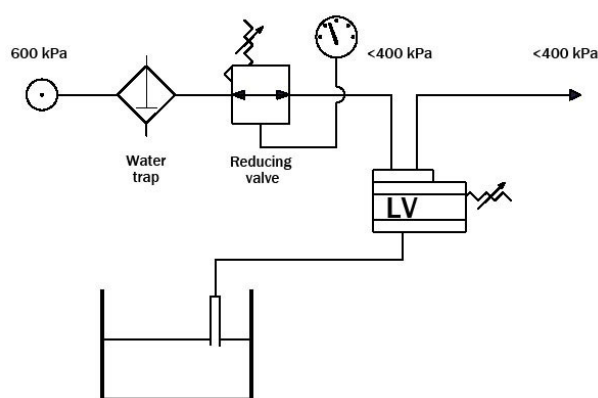 600 kPa
<400 kPa
<400 kPa
Water
trap
Reducing
valve
LV